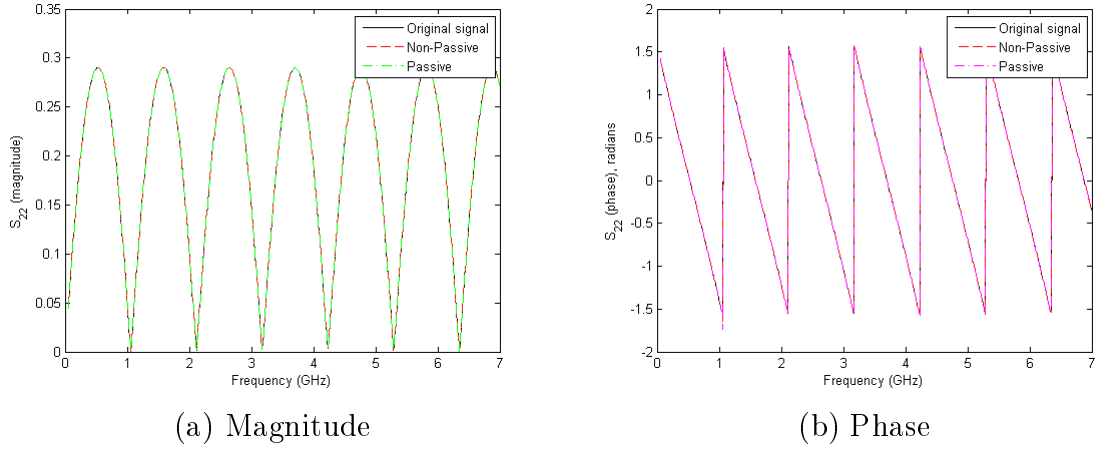 0.35
0.3
0.25
0.2
0.15
0.1
0.05
0
S22 (magnitude)
0 1 2 3 4 5 6 7
Frequency (GHz)
Original signal
Non-Passive
Passive
(a) Magnitude
2
1.5
1
0.5
0
-0.5
-1
-1.5
-2
S22 (phase), radians
0 1 2 3 4 5 6 7
Frequency (GHz)
Original signal
Non-Passive
Passive
(b) Phase